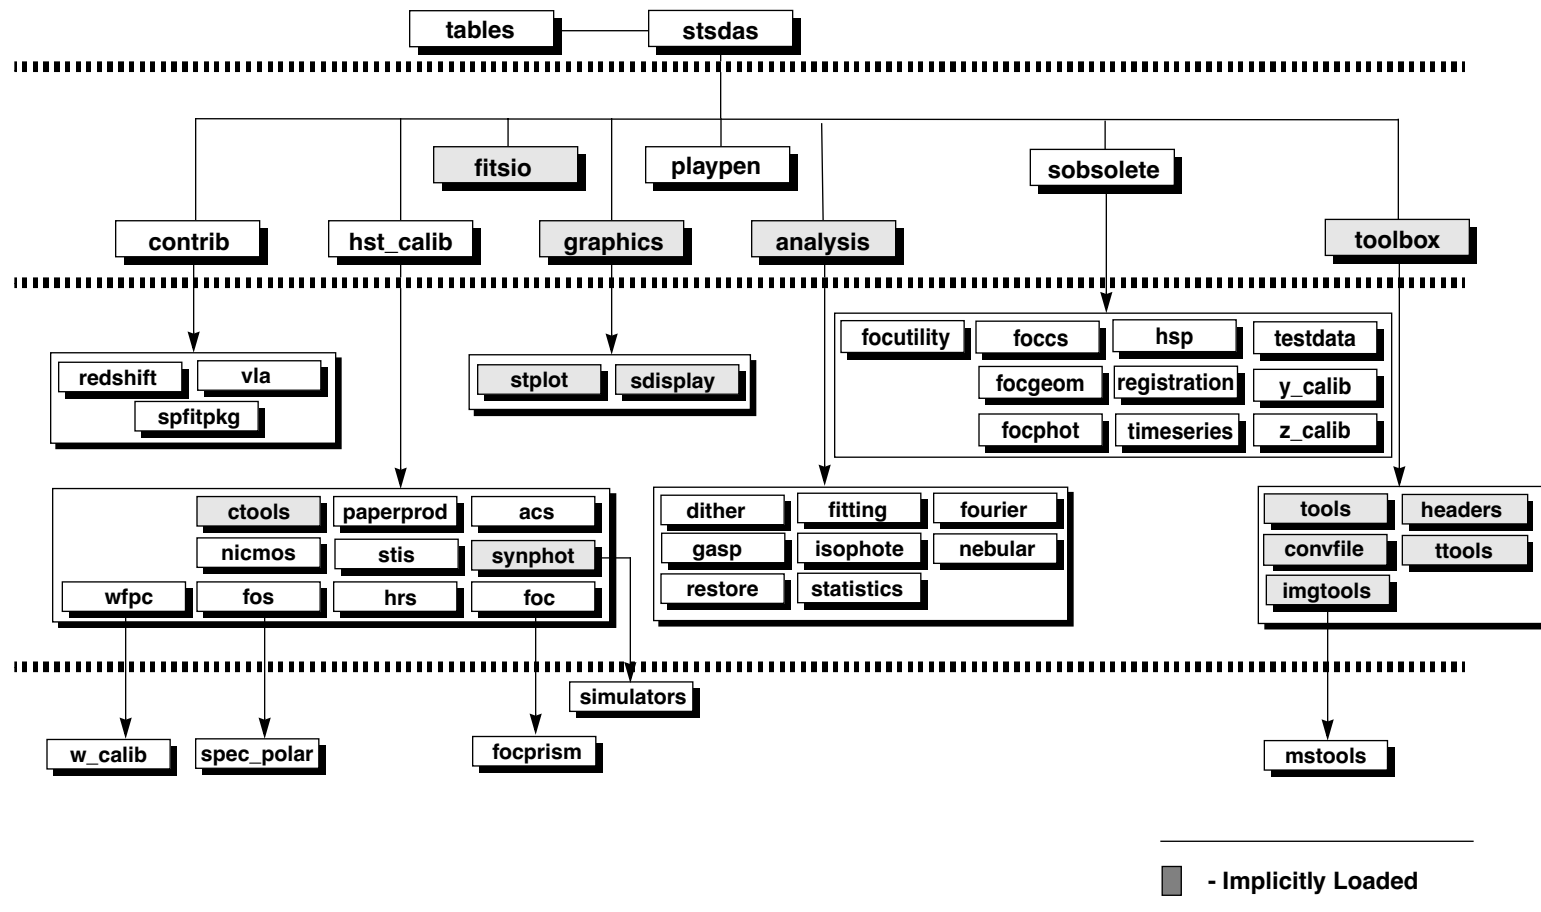 tables
stsdas
fitsio
playpen
sobsolete
contrib
hst_calib
graphics
analysis
toolbox
redshift
vla
spfitpkg
stplot
sdisplay
focutility
foccs
hsp
testdata
focgeom
registration
y_calib
focphot
timeseries
z_calib
ctools
paperprod
acs
nicmos
stis
synphot
wfpc
fos
hrs
foc
dither
fitting
fourier
gasp
isophote
nebular
restore
statistics
tools
headers
convfile
ttools
imgtools
simulators
w_calib
spec_polar
focprism
mstools
- Implicitly Loaded